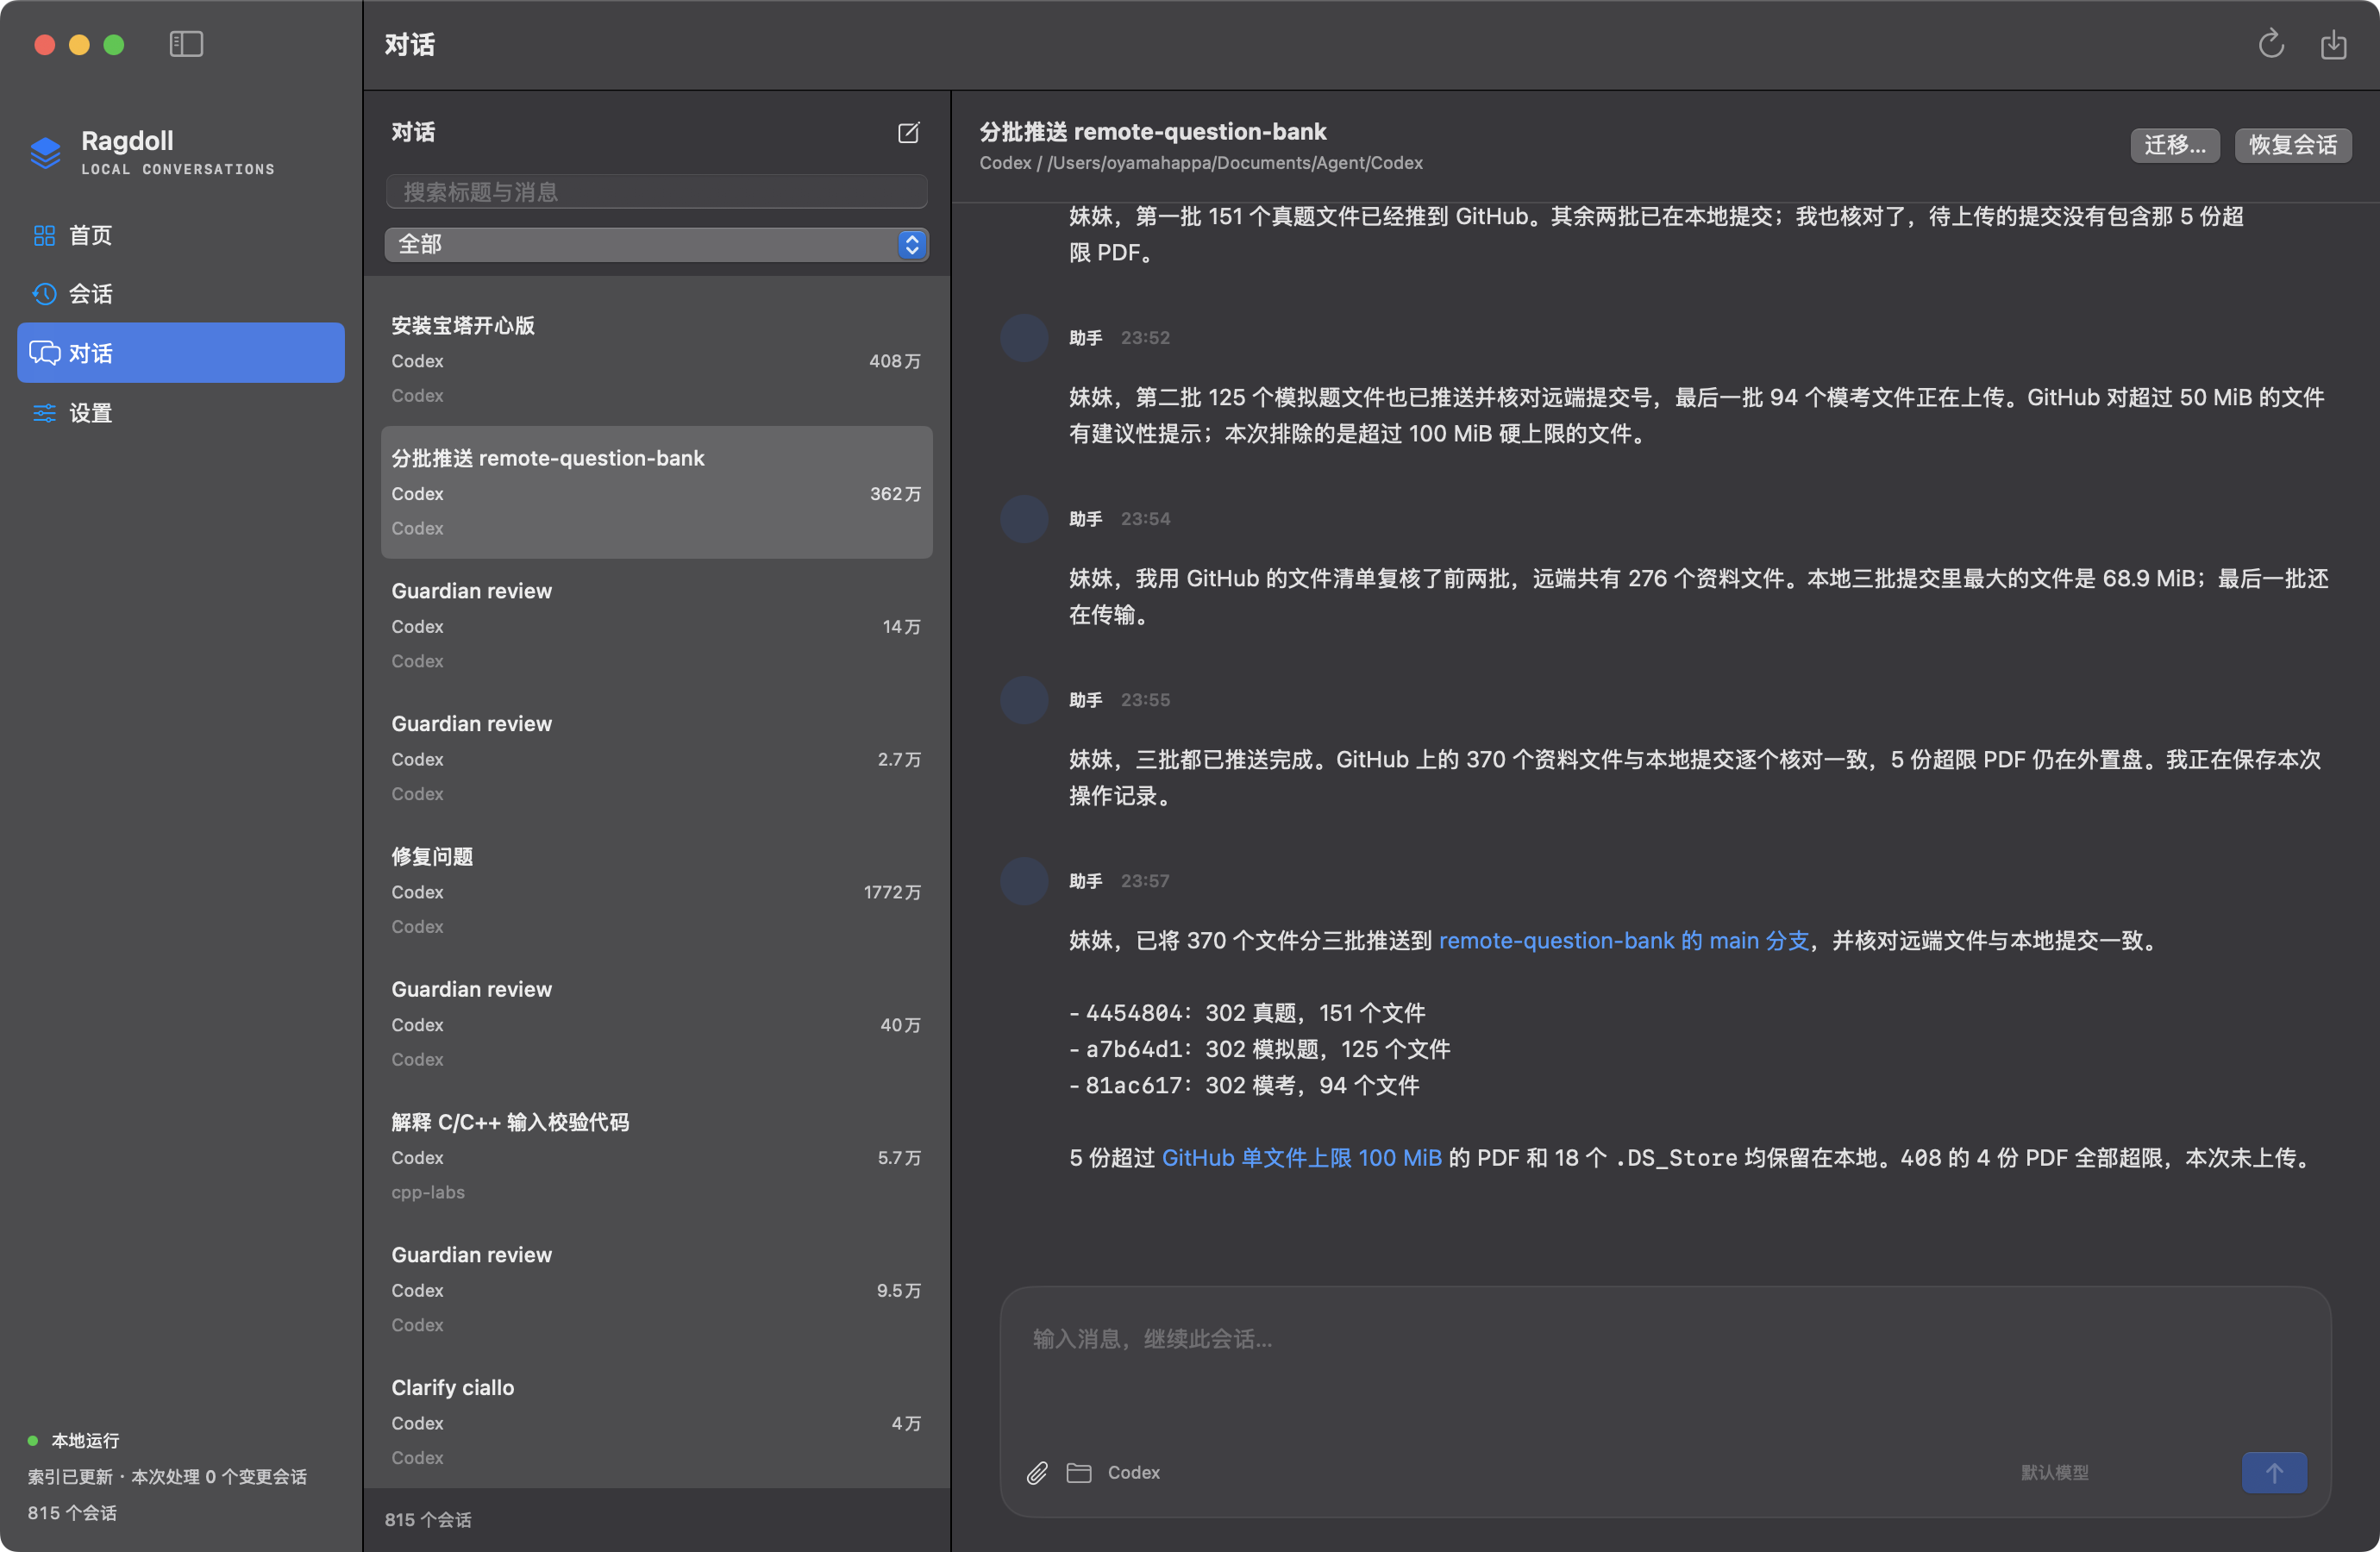 对话
Ragdoll
LOCAL CONVERSATIONS
首页
会话
对话
设置
本地运行
索引已更新 · 本次处理 0 个变更会话
815 个会话
对话
搜索标题与消息
全部
安装宝塔开心版
Codex 408万
Codex
分批推送 remote-question-bank
Codex 362万
Codex
Guardian review
Codex 14万
Codex
Guardian review
Codex 2.7万
Codex
修复问题
Codex 1772万
Codex
Guardian review
Codex 40万
Codex
解释 C/C++ 输入校验代码
Codex 5.7万
cpp-labs
Guardian review
Codex 9.5万
Codex
Clarify ciallo
Codex 4万
Codex
815 个会话
分批推送 remote-question-bank
Codex / /Users/oyamahappa/Documents/Agent/Codex
迁移... 恢复会话
妹妹，第一批 151 个真题文件已经推到 GitHub。其余两批已在本地提交；我也核对了，待上传的提交没有包含那 5 份超
限 PDF。
助手 23:52
妹妹，第二批 125 个模拟题文件也已推送并核对远端提交号，最后一批 94 个模考文件正在上传。GitHub 对超过 50 MiB 的文件
有建议性提示；本次排除的是超过 100 MiB 硬上限的文件。
助手 23:54
妹妹，我用 GitHub 的文件清单复核了前两批，远端共有 276 个资料文件。本地三批提交里最大的文件是 68.9 MiB；最后一批还
在传输。
助手 23:55
妹妹，三批都已推送完成。GitHub 上的 370 个资料文件与本地提交逐个核对一致，5 份超限 PDF 仍在外置盘。我正在保存本次
操作记录。
助手 23:57
妹妹，已将 370 个文件分三批推送到 remote-question-bank 的 main 分支，并核对远端文件与本地提交一致。
- 4454804：302 真题，151 个文件
- a7b64d1：302 模拟题，125 个文件
- 81ac617：302 模考，94 个文件
5 份超过 GitHub 单文件上限 100 MiB 的 PDF 和 18 个 .DS_Store 均保留在本地。408 的 4 份 PDF 全部超限，本次未上传。
输入消息，继续此会话...
Codex 默认模型